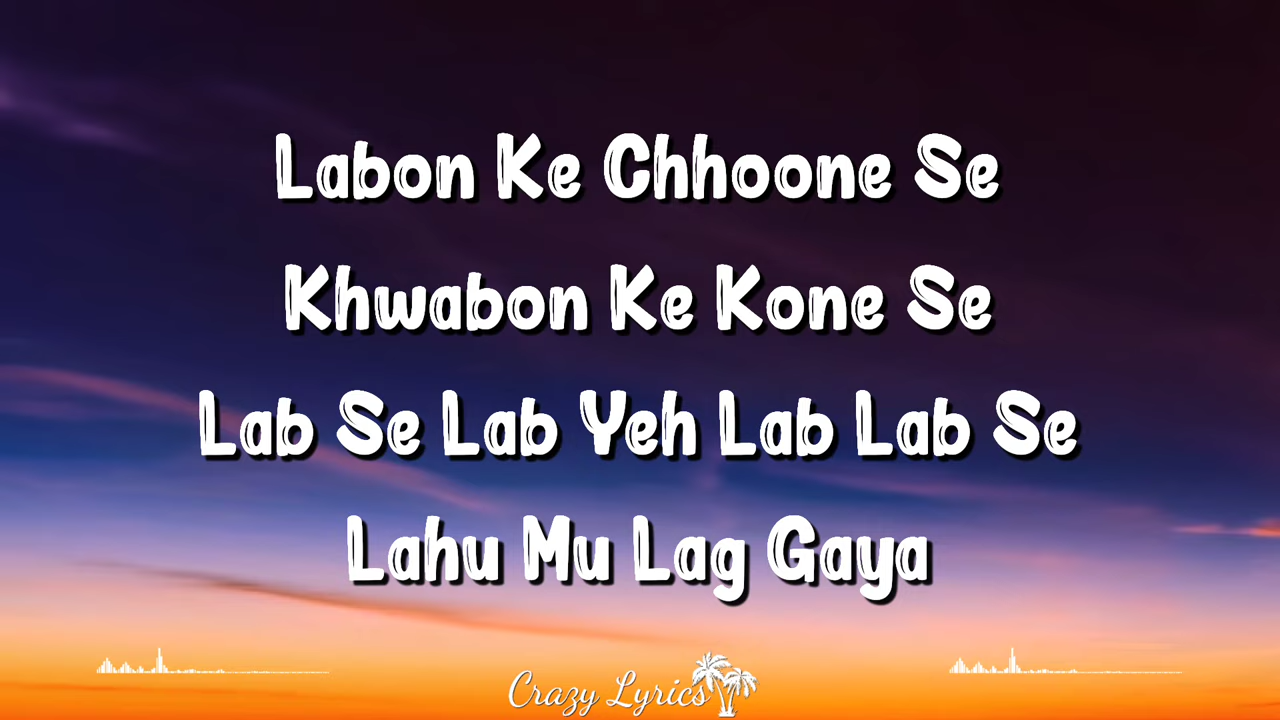 Labon Ke Chhoone Se
Khwabon Ke Kone Se
Lab Se Lab Yeh Lab Lab Se
Lahu Mu Lag Gaya
Crazy Lyrics